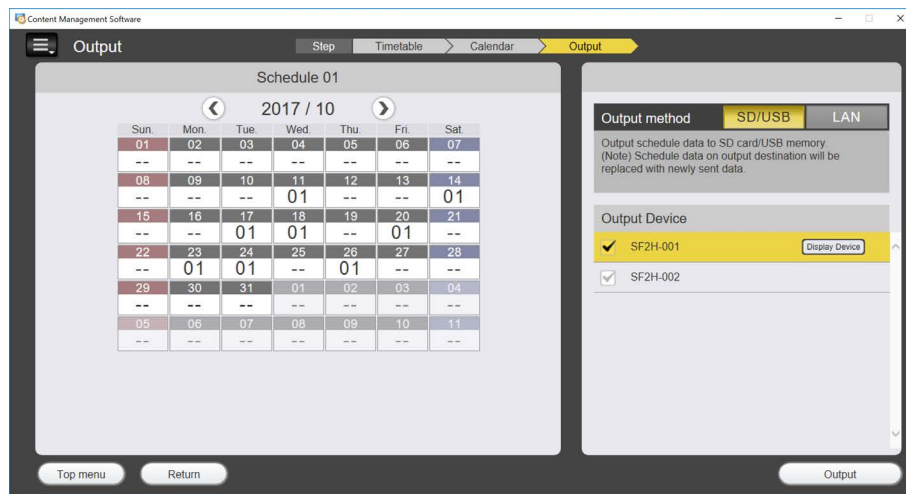 Content Management Software
Output
Step Timetable Calendar Output
Schedule 01
2017 / 10
Sun. Mon. Tue. Wed. Thu. Fri. Sat.
01 02 03 04 05 06 07
-- -- -- -- -- -- --
08 09 10 11 12 13 14
-- -- -- 01 -- -- 01
15 16 17 18 19 20 21
-- -- 01 01 -- 01 --
22 23 24 25 26 27 28
-- 01 01 -- 01 -- --
29 30 31 01 02 03 04
-- -- -- -- -- -- --
05 06 07 08 09 10 11
-- -- -- -- -- -- --
Output method SD/USB LAN
Output schedule data to SD card/USB memory.
(Note) Schedule data on output destination will be
replaced with newly sent data.
Output Device
SF2H-001 Display Device
SF2H-002
Top menu Return Output